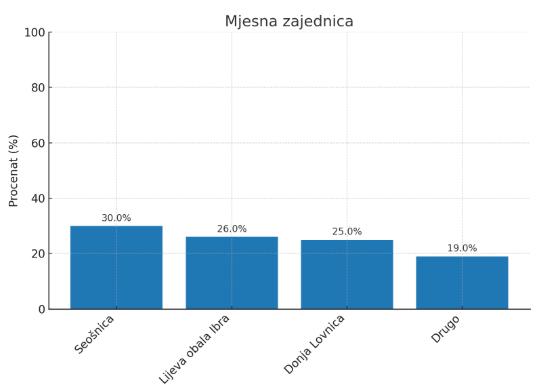 Mjesna zajednica
Procenat (%)
100
80
60
40
20
0
30.0%
26.0%
25.0%
19.0%
Seošnica
Lijeva obala Ibra
Donja Lovnica
Drugo